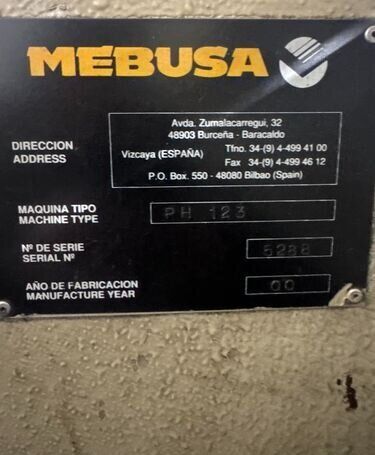 MEBUSA
DIRECCION
ADDRESS
Avda. Zumalacarregui, 32
48903 Burceña - Baracaldo
Vizcaya (ESPAÑA) Tfno. 34-(9) 4-499 41 00
Fax 34-(9) 4-499 46 12
P.O. Box. 550 - 48080 Bilbao (Spain)
MAQUINA TIPO
MACHINE TYPE
PH 123
Nº DE SERIE
SERIAL Nº
5288
AÑO DE FABRICACION
MANUFACTURE YEAR
00